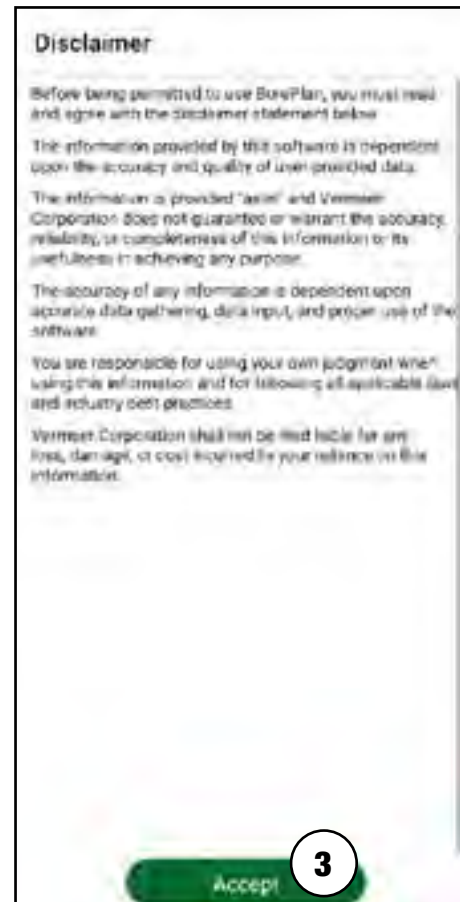 Disclaimer
Before being permitted to use BorePlan, you must read
and agree with the disclaimer statement below.
The information provided by this software is dependent
upon the accuracy and quality of user-provided data.
The information is provided "as is" and Vermeer
Corporation does not guarantee or warrant the accuracy,
reliability, or completeness of this information or its
usefulness in achieving any purpose.
The accuracy of any information is dependent upon
accurate data gathering, data input, and proper use of the
software.
You are responsible for using your own judgment when
using this information and for following all applicable laws
and industry best practices.
Vermeer Corporation shall not be held liable for any
loss, damage, or cost incurred by your reliance on this
information.
Accept
3